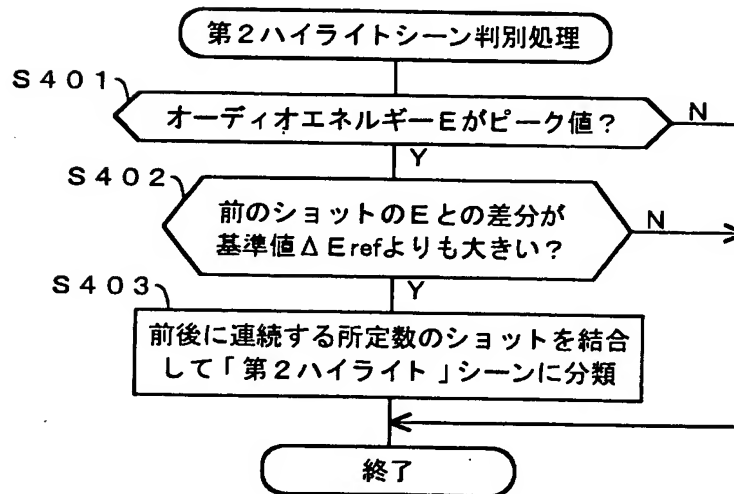 第2ハイライトシーン判別処理
S401
オーディオエネルギーEがピーク値?
N
Y
S402
前のショットのEとの差分が
基準値ΔErefよりも大きい?
N
Y
S403
前後に連続する所定数のショットを結合
して「第2ハイライト」シーンに分類
終了